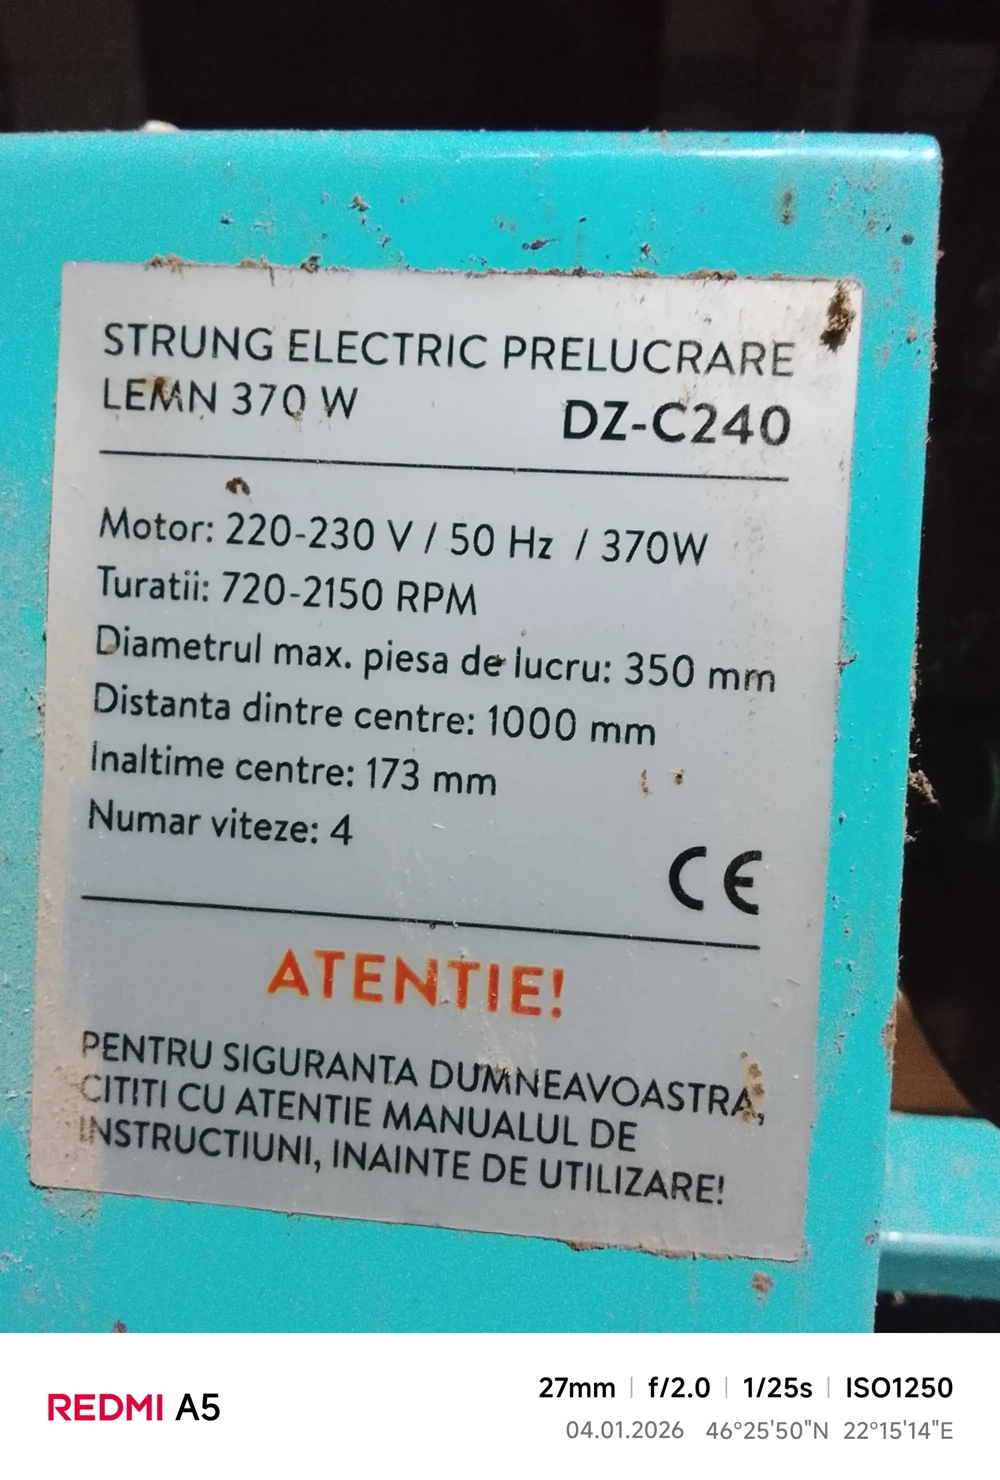 STRUNG ELECTRIC PRELUCRARE
LEMN 370 W DZ-C240
Motor: 220-230 V / 50 Hz / 370W
Turatii: 720-2150 RPM
Diametrul max. piesa de lucru: 350 mm
Distanta dintre centre: 1000 mm
Inaltime centre: 173 mm
Numar viteze: 4
CE
ATENTIE!
PENTRU SIGURANTA DUMNEAVOASTRA,
CITITI CU ATENTIE MANUALUL DE
INSTRUCTIUNI, INAINTE DE UTILIZARE!
REDMI A5
27mm | f/2.0 | 1/25s | ISO1250
04.01.2026 46°25'50"N 22°15'14"E